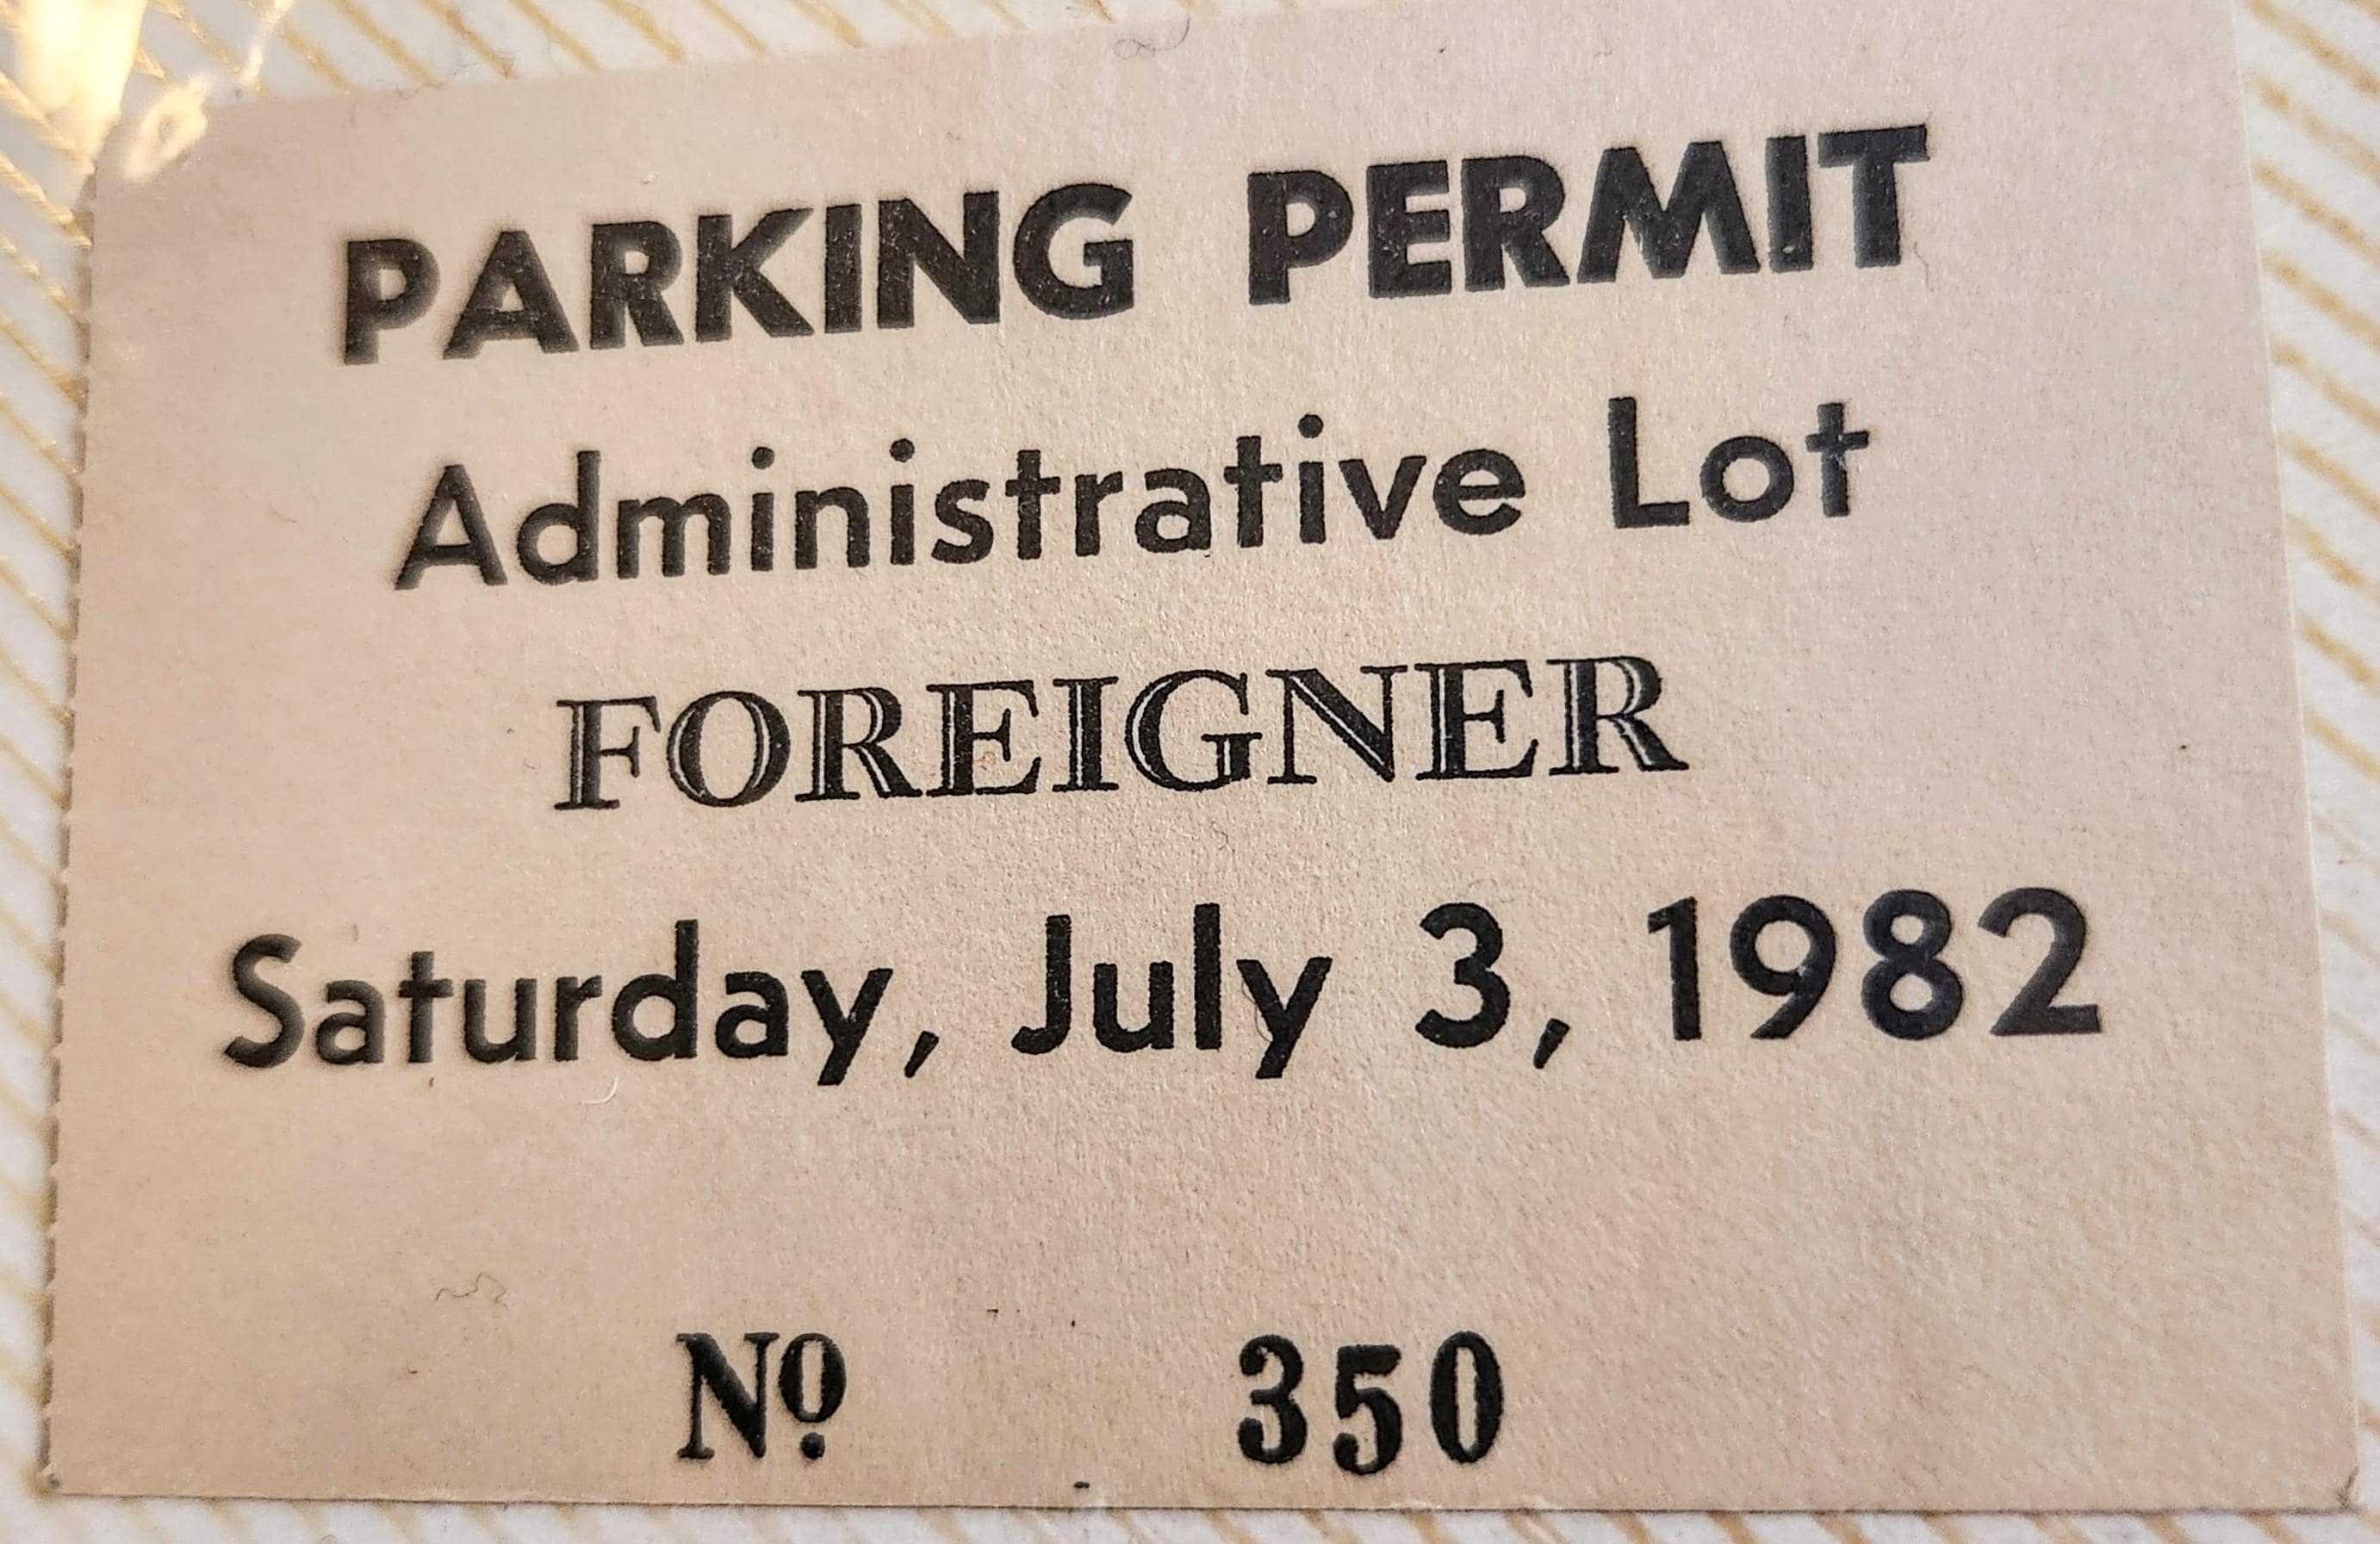 PARKING PERMIT
Administrative Lot
FOREIGNER
Saturday, July 3, 1982
Nº 350